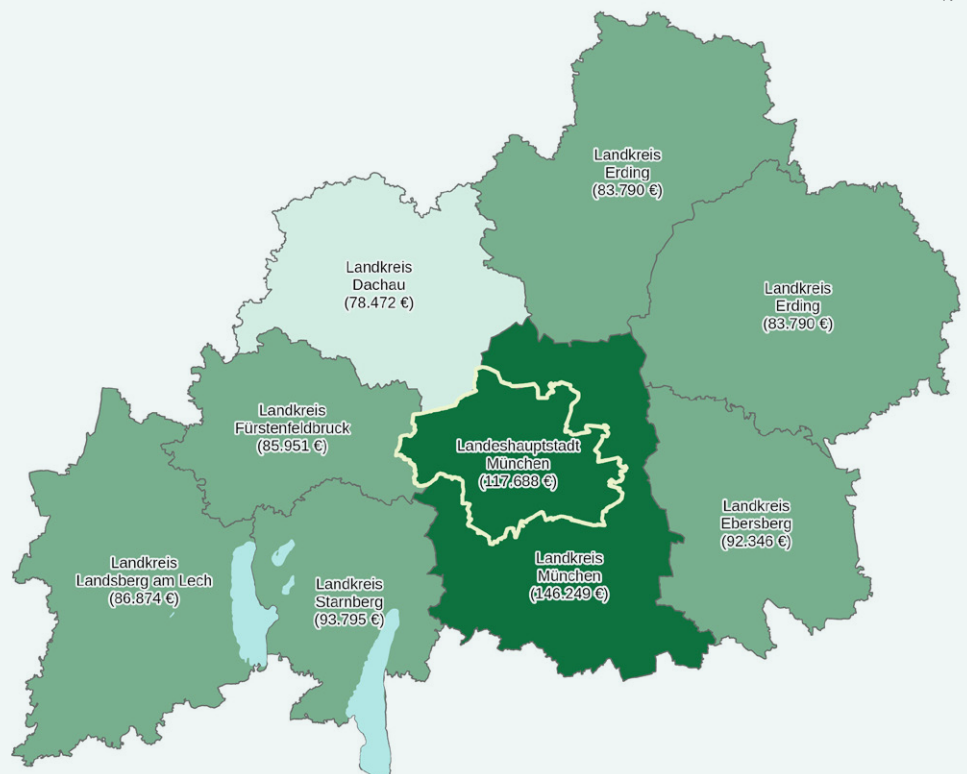 Landkreis
Erding
(83.790 €)
Landkreis
Dachau
(78.472 €)
Landkreis
Erding
(83.790 €)
Landkreis
Fürstenfeldbruck
(85.951 €)
Landeshauptstadt
München
(117.688 €)
Landkreis
Ebersberg
(92.346 €)
Landkreis
Landsberg am Lech
(86.874 €)
Landkreis
Starnberg
(93.795 €)
Landkreis
München
(146.249 €)